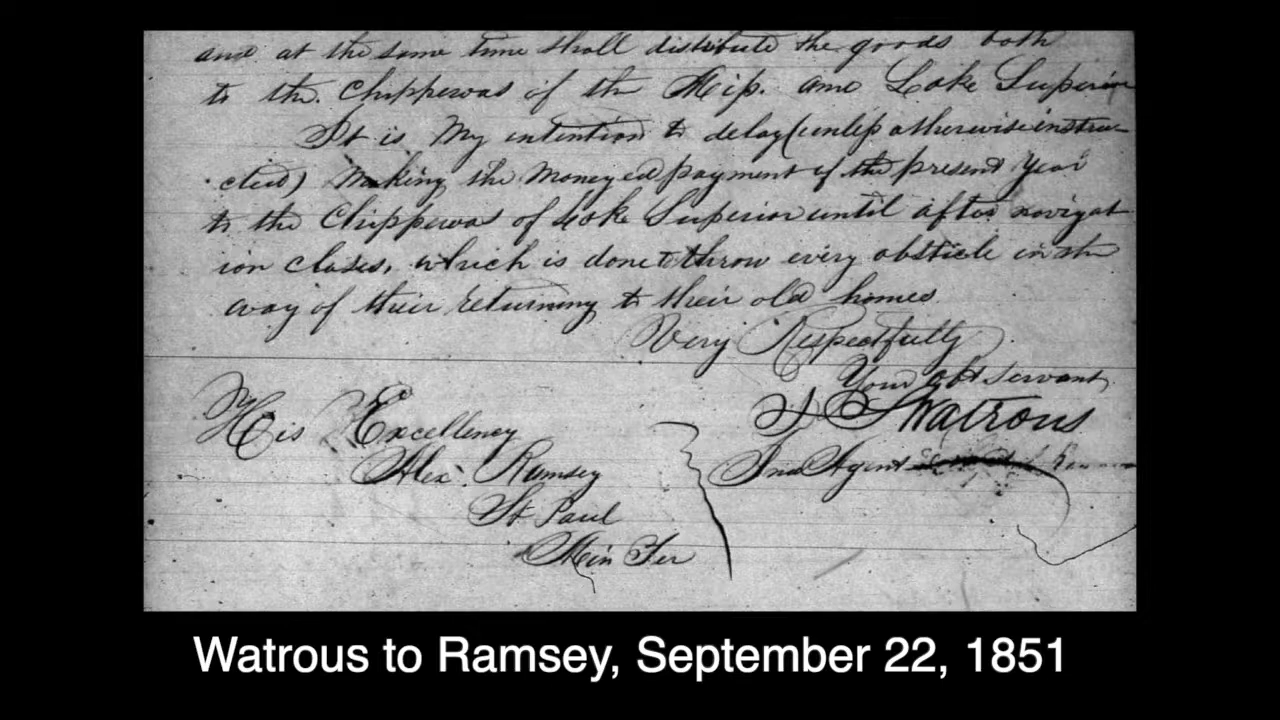 and at the same time shall distribute the goods both
to the Chippewas of the Mip. and Lake Superior
It is my intention to delay (unlep otherwise instru-
cted) making the moneyed payment of the present year
to the Chippewas of Lake Superior until after navigat
ion closes, which is done to throw every obsticle in the
way of their returning to their old homes
Very Respectfully
Your obt servant
J S Watrous
Ind Agent
His Excellency
Alex. Ramsey
St Paul
Min Ter
Watrous to Ramsey, September 22, 1851